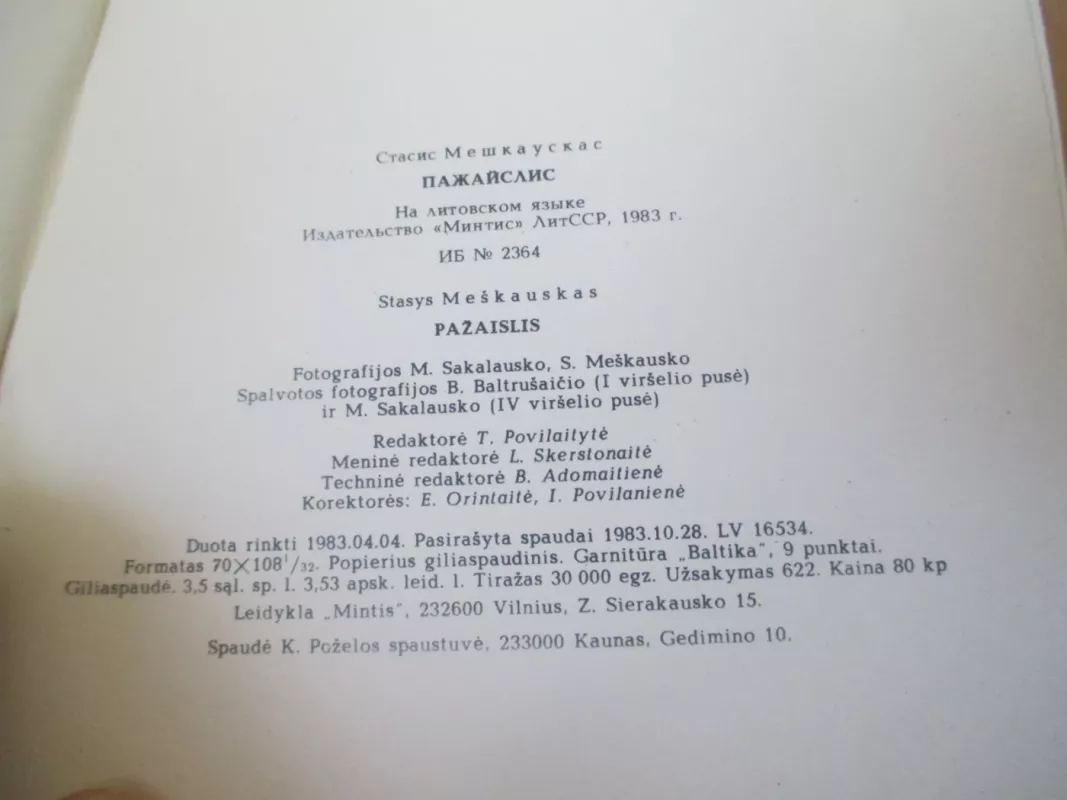 Стасис Мешкаускас
ПАЖАЙСЛИС
На литовском языке
Издательство «Минтис» ЛитССР, 1983 г.
ИБ № 2364
Stasys Meškauskas
PAŽAISLIS
Fotografijos M. Sakalausko, S. Meškausko
Spalvotos fotografijos B. Baltrušaičio (I viršelio pusė)
ir M. Sakalausko (IV viršelio pusė)
Redaktorė T. Povilaitytė
Meninė redaktorė L. Skerstonaitė
Techninė redaktorė B. Adomaitienė
Korektorės: E. Orintaitė, I. Povilanienė
Duota rinkti 1983.04.04. Pasirašyta spaudai 1983.10.28. LV 16534.
Formatas 70×108¹/₃₂. Popierius giliaspaudinis. Garnitūra „Baltika", 9 punktai.
Giliaspaudė. 3,5 sąl. sp. l. 3,53 apsk. leid. l. Tiražas 30 000 egz. Užsakymas 622. Kaina 80 kp
Leidykla „Mintis", 232600 Vilnius, Z. Sierakausko 15.
Spaudė K. Poželos spaustuvė, 233000 Kaunas, Gedimino 10.